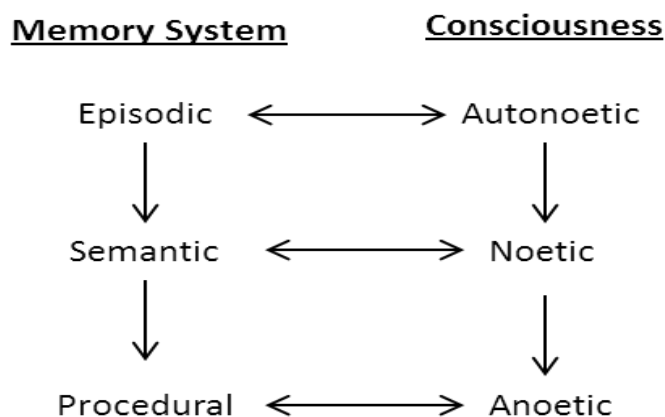 Memory System Consciousness
Episodic Autonoetic
Semantic Noetic
Procedural Anoetic